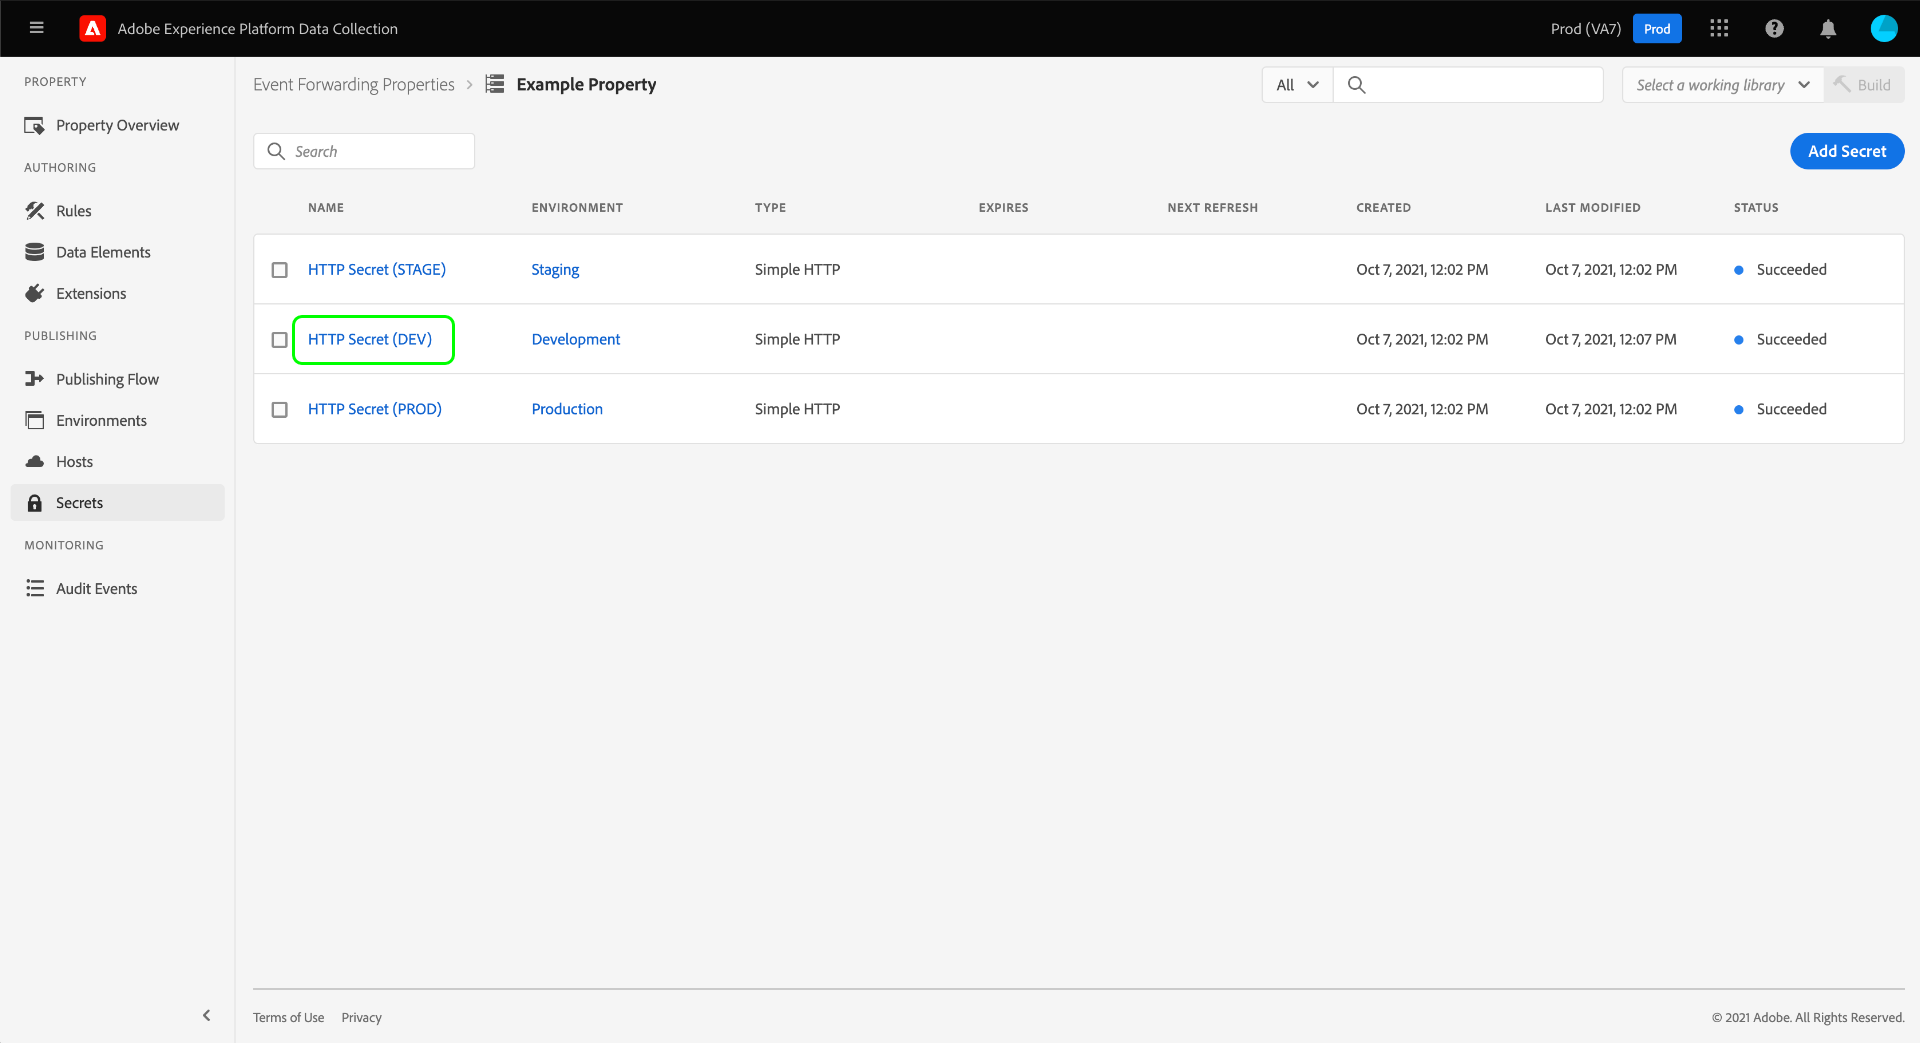 Adobe Experience Platform Data Collection
Prod (VA7)
Prod
PROPERTY
Property Overview
AUTHORING
Rules
Data Elements
Extensions
PUBLISHING
Publishing Flow
Environments
Hosts
Secrets
MONITORING
Audit Events
Event Forwarding Properties > Example Property
All
Select a working library
Build
Search
Add Secret
NAME ENVIRONMENT TYPE EXPIRES NEXT REFRESH CREATED LAST MODIFIED STATUS
HTTP Secret (STAGE) Staging Simple HTTP Oct 7, 2021, 12:02 PM Oct 7, 2021, 12:02 PM Succeeded
HTTP Secret (DEV) Development Simple HTTP Oct 7, 2021, 12:02 PM Oct 7, 2021, 12:07 PM Succeeded
HTTP Secret (PROD) Production Simple HTTP Oct 7, 2021, 12:02 PM Oct 7, 2021, 12:02 PM Succeeded
Terms of Use Privacy
© 2021 Adobe. All Rights Reserved.